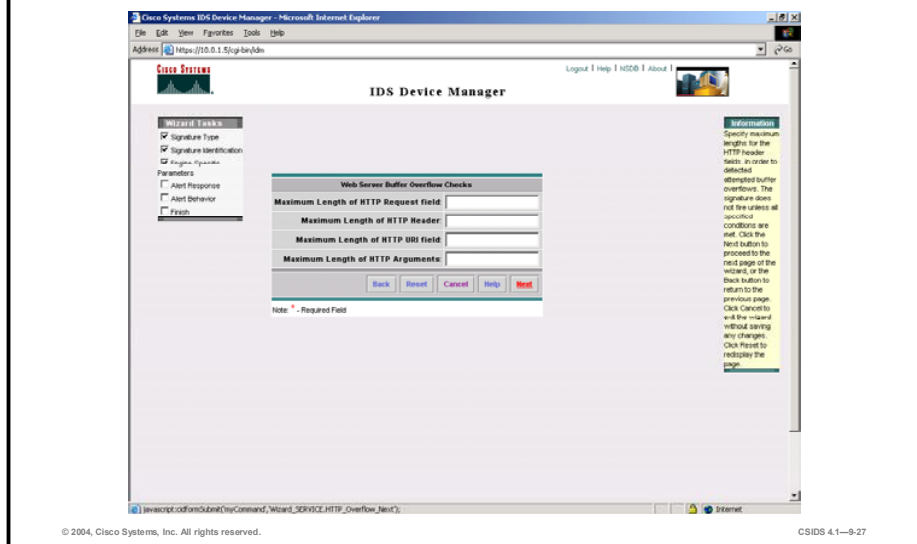 Cisco Systems IDS Device Manager - Microsoft Internet Explorer
File Edit View Favorites Tools Help
Address https://10.0.1.5/cgi-bin/idm Go
CISCO SYSTEMS
Logout | Help | NSDB | About |
IDS Device Manager
Wizard Tasks
Signature Type
Signature Identification
Engine Specific
Parameters
Alert Response
Alert Behavior
Finish
Web Server Buffer Overflow Checks
Maximum Length of HTTP Request field:
Maximum Length of HTTP Header:
Maximum Length of HTTP URI field:
Maximum Length of HTTP Arguments:
Back Reset Cancel Help Next
Note: * - Required Field
Information
Specify maximum
lengths for the
HTTP header
fields. in order to
detected
attempted buffer
overflows. The
signature does
not fire unless all
specified
conditions are
met. Click the
Next button to
proceed to the
next page of the
wizard, or the
Back button to
return to the
previous page.
Click Cancel to
exit the wizard
without saving
any changes.
Click Reset to
redisplay the
page.
javascript:cidformSubmit('myCommand','Wizard_SERVICE.HTTP_Overflow_Next');
Internet
© 2004, Cisco Systems, Inc. All rights reserved.
CSIDS 4.1—9-27